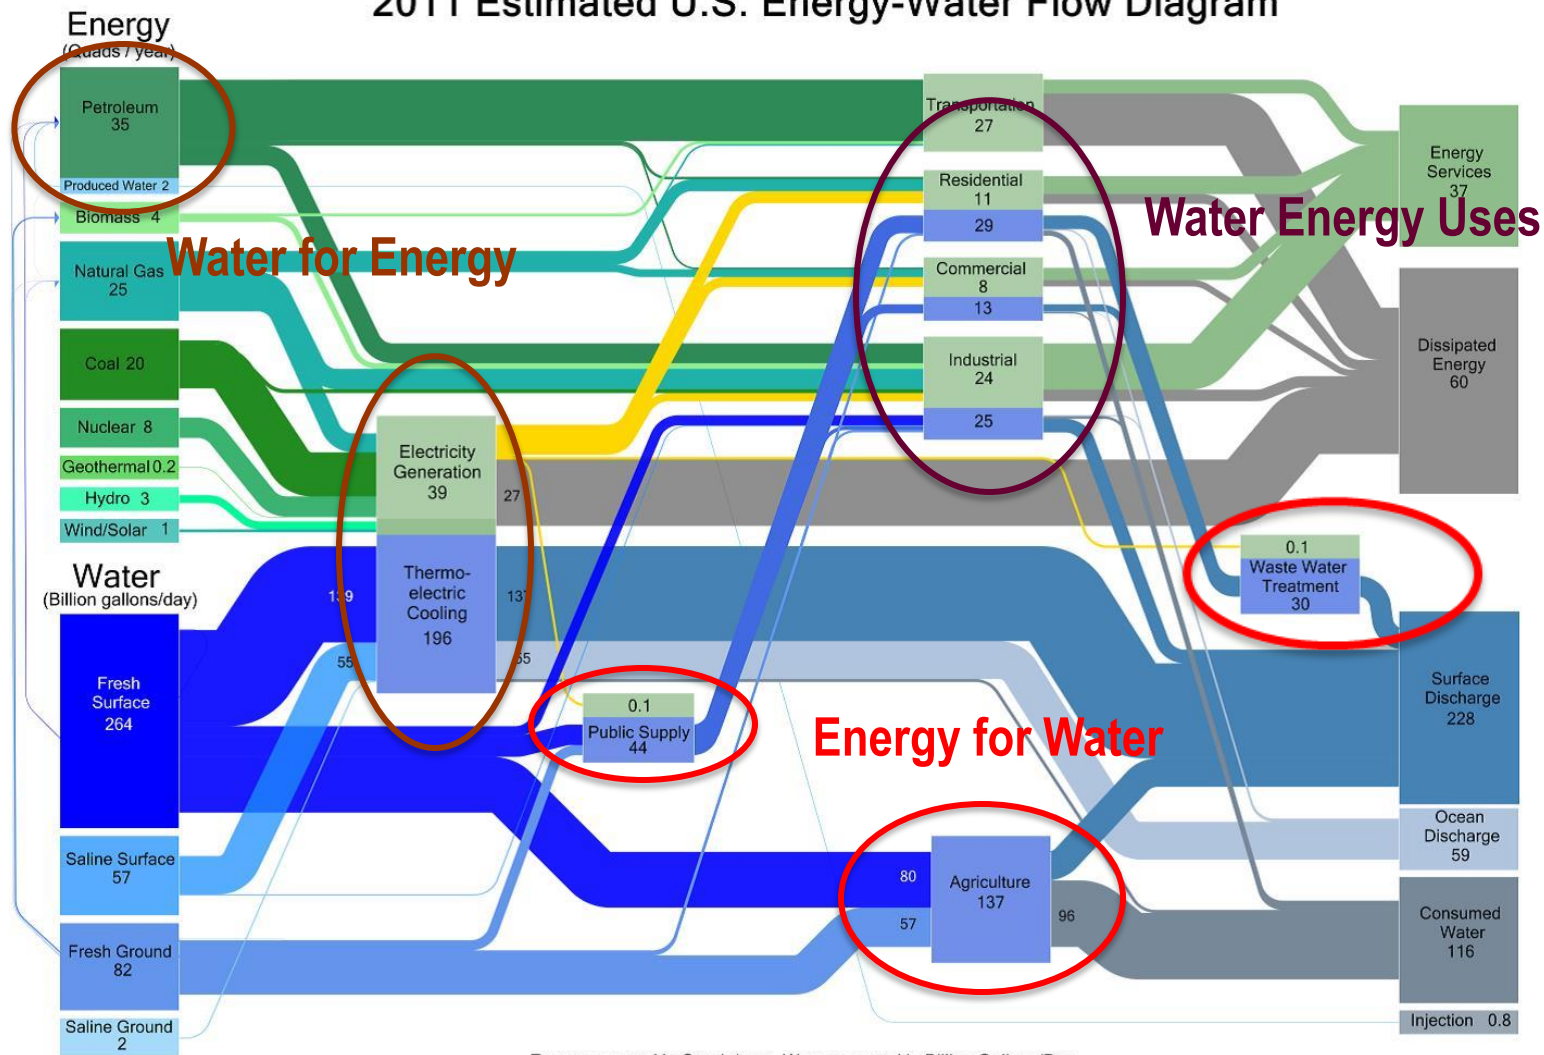 2011 Estimated U.S. Energy-Water Flow Diagram
Energy
(Quads / year)
Petroleum
35
Produced Water 2
Biomass 4
Natural Gas
25
Coal 20
Nuclear 8
Geothermal 0.2
Hydro 3
Wind/Solar 1
Water
(Billion gallons/day)
Fresh
Surface
264
Saline Surface
57
Fresh Ground
82
Saline Ground
2
Water for Energy
Electricity
Generation
39
27
Thermo-
electric
Cooling
196
139
55
137
55
0.1
Public Supply
44
Energy for Water
80
57
Agriculture
137
96
Transportation
27
Residential
11
29
Commercial
8
13
Industrial
24
25
Water Energy Uses
0.1
Waste Water
Treatment
30
Energy
Services
37
Dissipated
Energy
60
Surface
Discharge
228
Ocean
Discharge
59
Consumed
Water
116
Injection 0.8